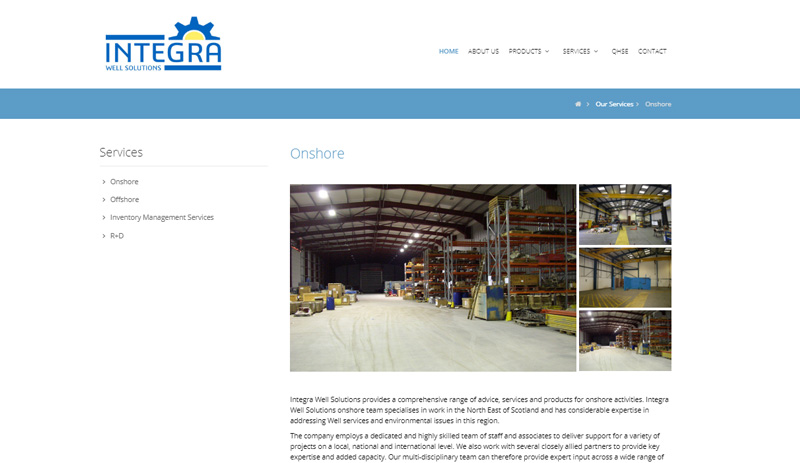 INTEGRA
WELL SOLUTIONS
HOME ABOUT US PRODUCTS SERVICES QHSE CONTACT
Our Services Onshore
Services
Onshore
Offshore
Inventory Management Services
R+D
Onshore
Integra Well Solutions provides a comprehensive range of advice, services and products for onshore activities. Integra
Well Solutions onshore team specialises in work in the North East of Scotland and has considerable expertise in
addressing Well services and environmental issues in this region.
The company employs a dedicated and highly skilled team of staff and associates to deliver support for a variety of
projects on a local, national and international level. We also work with several closely allied partners to provide key
expertise and added capacity. Our multi-disciplinary team can therefore provide expert input across a wide range of